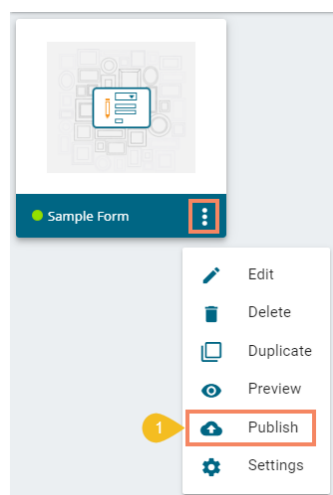 Sample Form
Edit
Delete
Duplicate
Preview
1
Publish
Settings